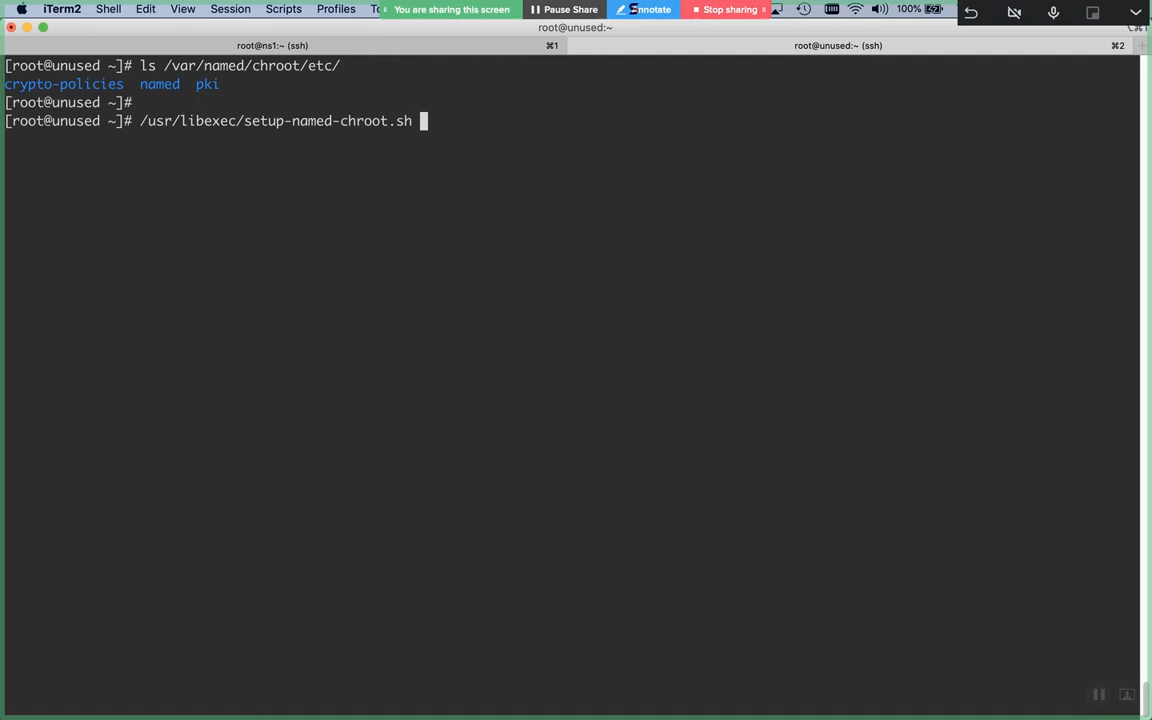 iTerm2 Shell Edit View Session Scripts Profiles You are sharing this screen Pause Share Annotate Stop sharing 100%
root@unused:~
root@ns1:~ (ssh) ⌘1 root@unused:~ (ssh) ⌘2
[root@unused ~]# ls /var/named/chroot/etc/
crypto-policies named pki
[root@unused ~]#
[root@unused ~]# /usr/libexec/setup-named-chroot.sh